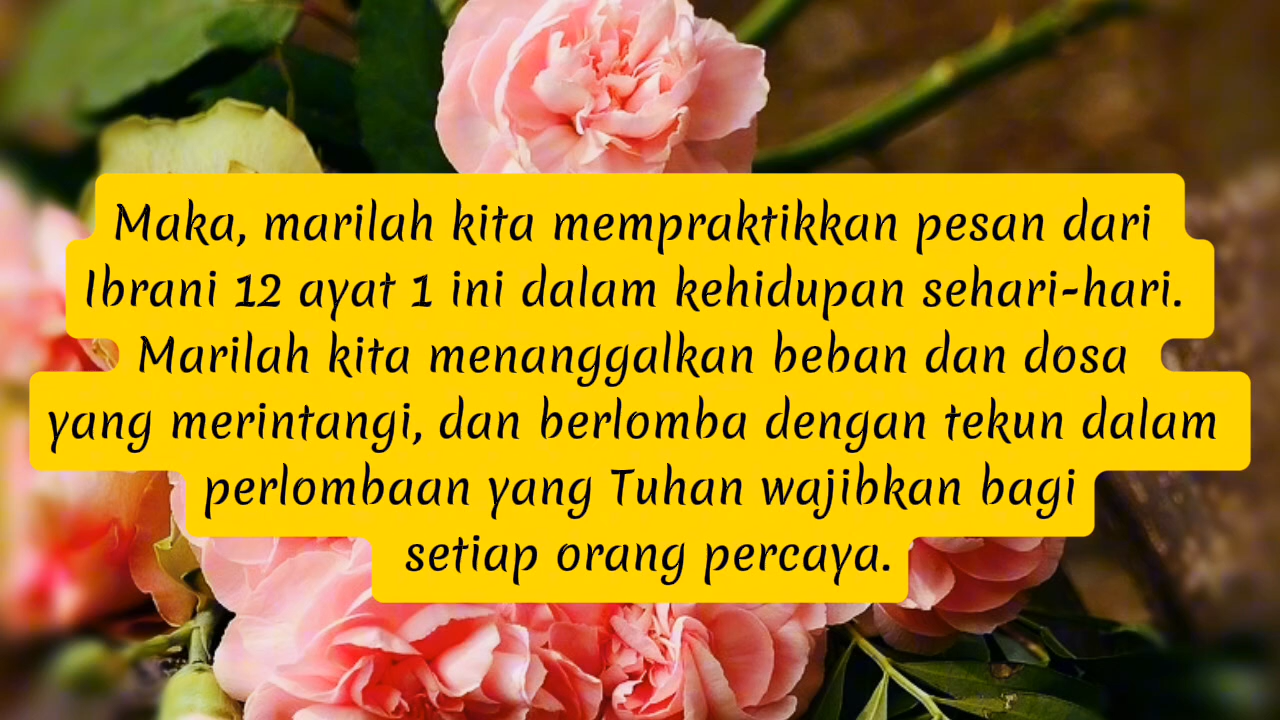 Maka, marilah kita mempraktikkan pesan dari
Ibrani 12 ayat 1 ini dalam kehidupan sehari-hari.
Marilah kita menanggalkan beban dan dosa
yang merintangi, dan berlomba dengan tekun dalam
perlombaan yang Tuhan wajibkan bagi
setiap orang percaya.